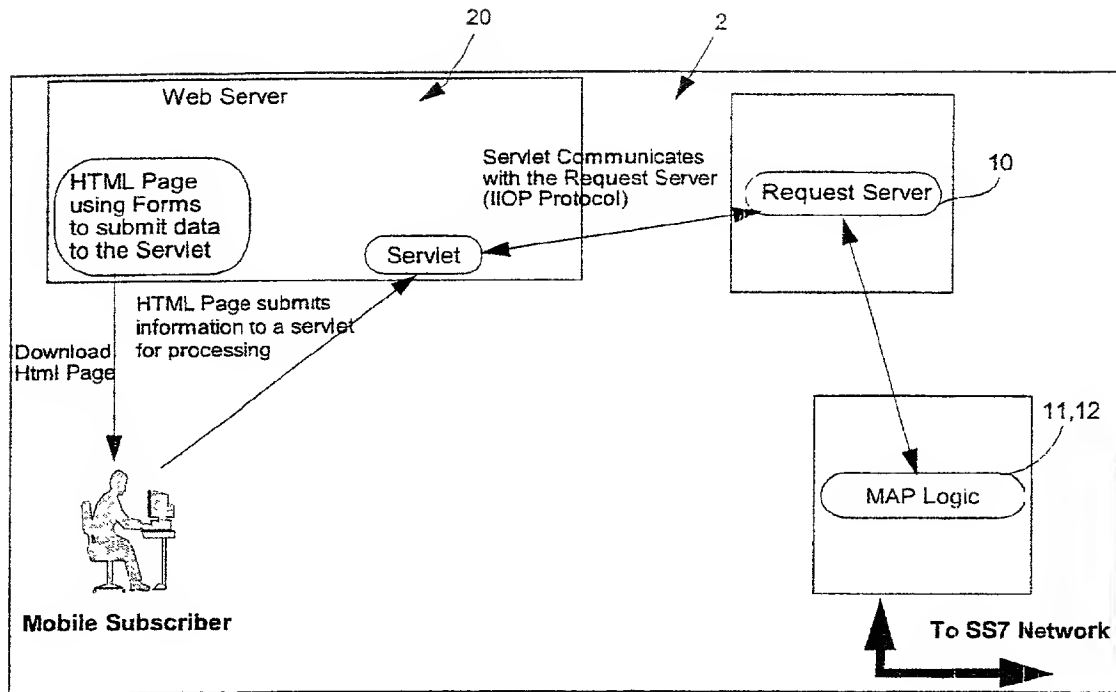 20
2
Web Server
HTML Page
using Forms
to submit data
to the Servlet
Servlet
Servlet Communicates
with the Request Server
(IIOP Protocol)
Request Server
10
HTML Page submits
information to a servlet
for processing
Download
Html Page
11,12
MAP Logic
Mobile Subscriber
To SS7 Network